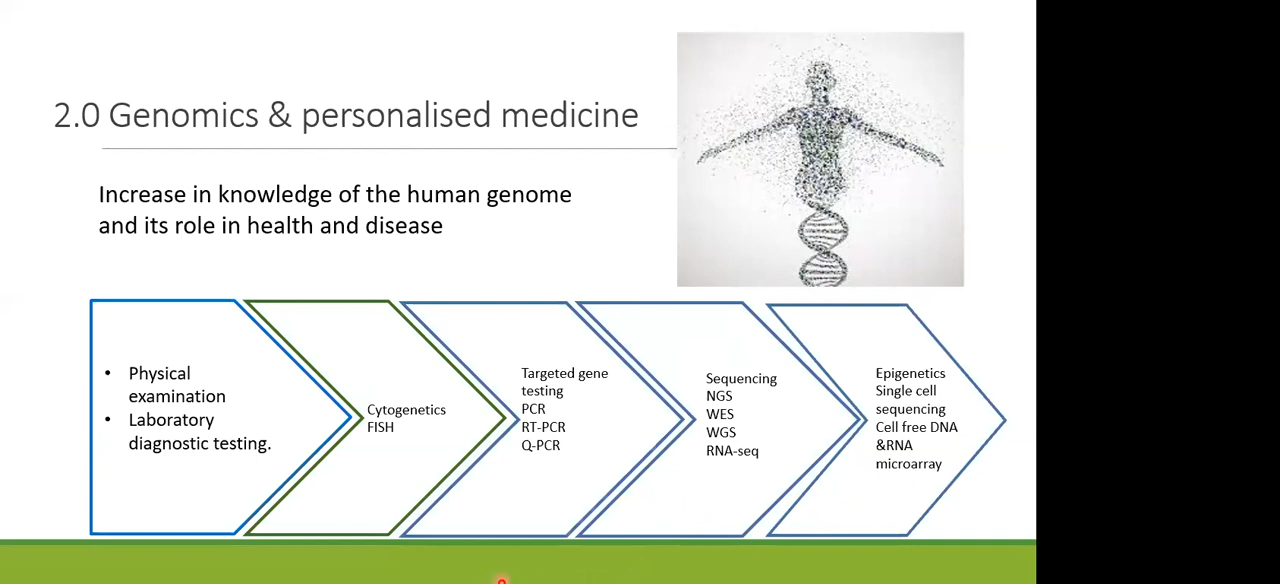 2.0 Genomics & personalised medicine
Increase in knowledge of the human genome
and its role in health and disease
• Physical
examination
• Laboratory
diagnostic testing.
Cytogenetics
FISH
Targeted gene
testing
PCR
RT-PCR
Q-PCR
Sequencing
NGS
WES
WGS
RNA-seq
Epigenetics
Single cell
sequencing
Cell free DNA
&RNA
microarray